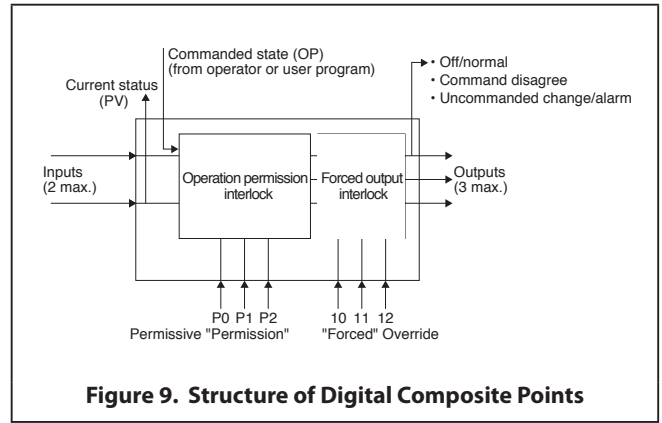 Commanded state (OP)
(from operator or user program)
• Off/normal
• Command disagree
• Uncommanded change/alarm
Current status
(PV)
Inputs
(2 max.)
Operation permission
interlock
Forced output
interlock
Outputs
(3 max.)
P0 P1 P2
10 11 12
Permissive "Permission"
"Forced" Override
Figure 9. Structure of Digital Composite Points